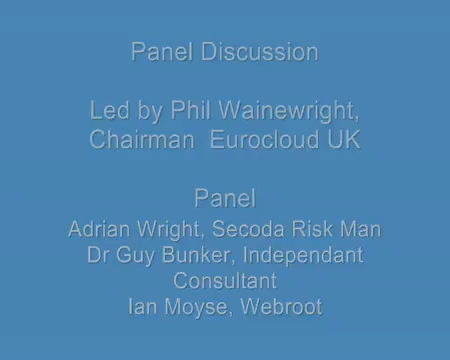 Panel Discussion
Led by Phil Wainewright,
Chairman Eurocloud UK
Panel
Adrian Wright, Secoda Risk Man
Dr Guy Bunker, Independant
Consultant
Ian Moyse, Webroot